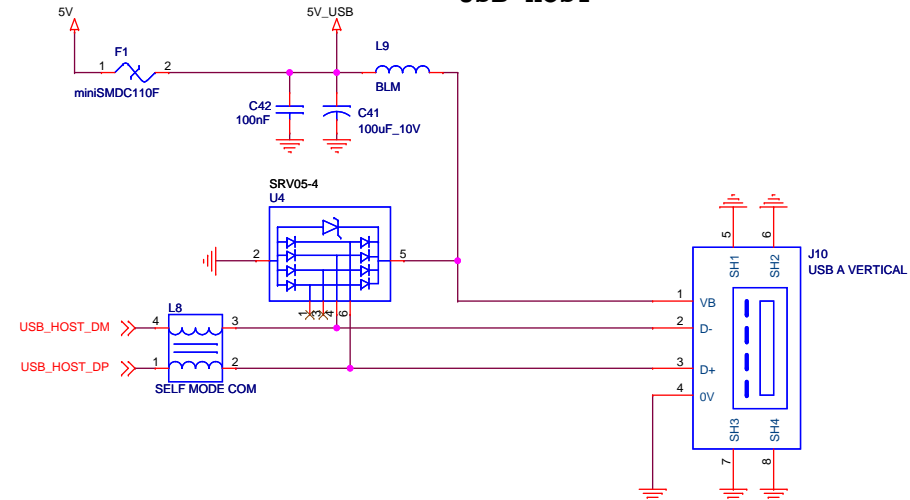 5V
5V_USB
F1
1
2
miniSMDC110F
L9
BLM
C42
100nF
C41
100uF_10V
SRV05-4
U4
2
5
1
3
4
6
L8
USB_HOST_DM
4
3
USB_HOST_DP
1
2
SELF MODE COM
5
6
J10
USB A VERTICAL
SH1
SH2
1
VB
2
D-
3
D+
4
0V
SH3
SH4
7
8